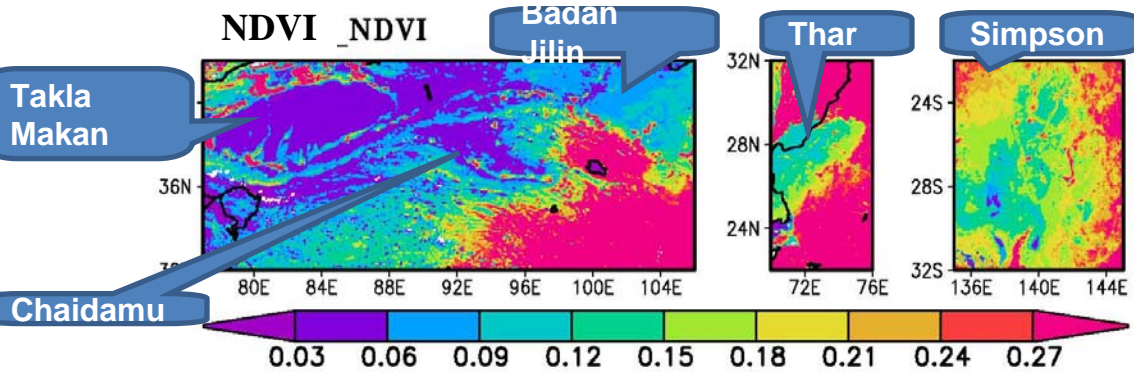 NDVI _NDVI
Badan
Jilin
Thar
Simpson
Takla
Makan
Chaidamu
36N
80E 84E 88E 92E 96E 100E 104E
32N
28N
24N
72E 76E
24S
28S
32S
136E 140E 144E
0.03 0.06 0.09 0.12 0.15 0.18 0.21 0.24 0.27